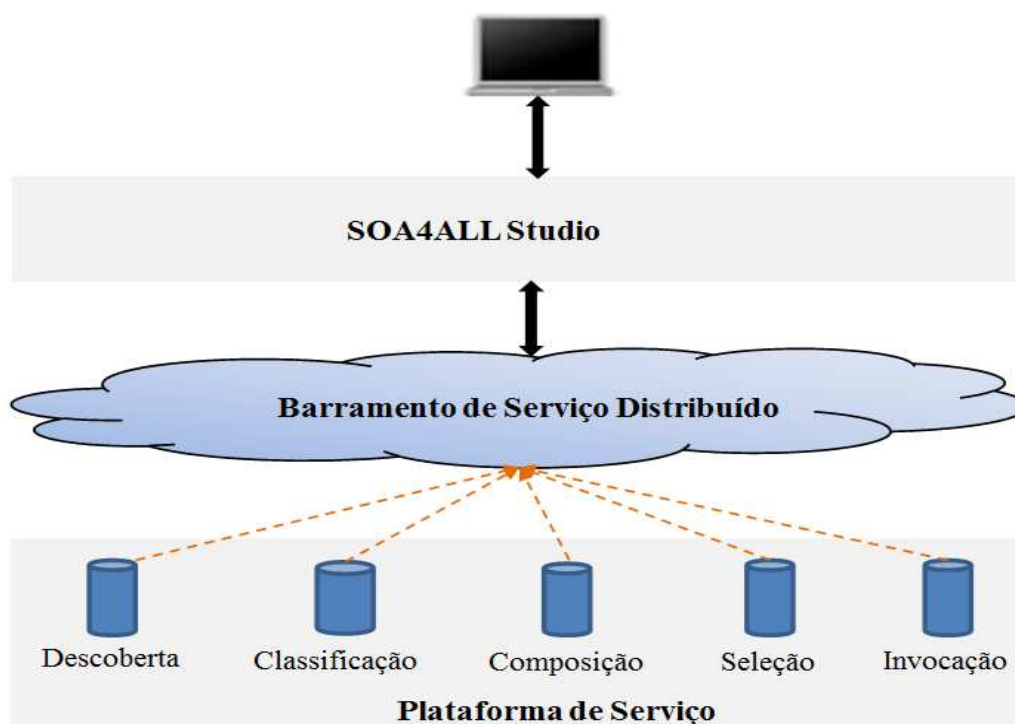 SOA4ALL Studio
Barramento de Serviço Distribuído
Descoberta
Classificação
Composição
Seleção
Invocação
Plataforma de Serviço